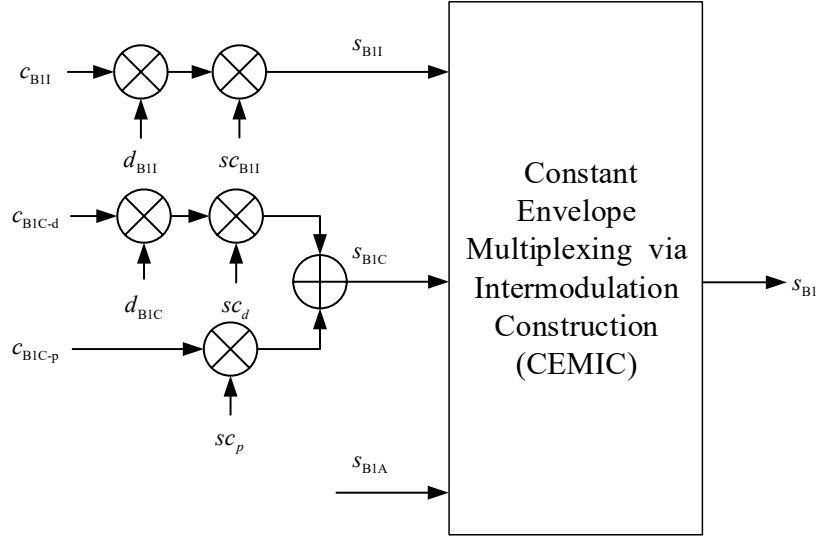 s_B1I
c_B1I
d_B1I
sc_B1I
c_B1C-d
s_B1C
d_B1C
sc_d
c_B1C-p
sc_p
s_B1A
Constant
Envelope
Multiplexing via
Intermodulation
Construction
(CEMIC)
s_B1